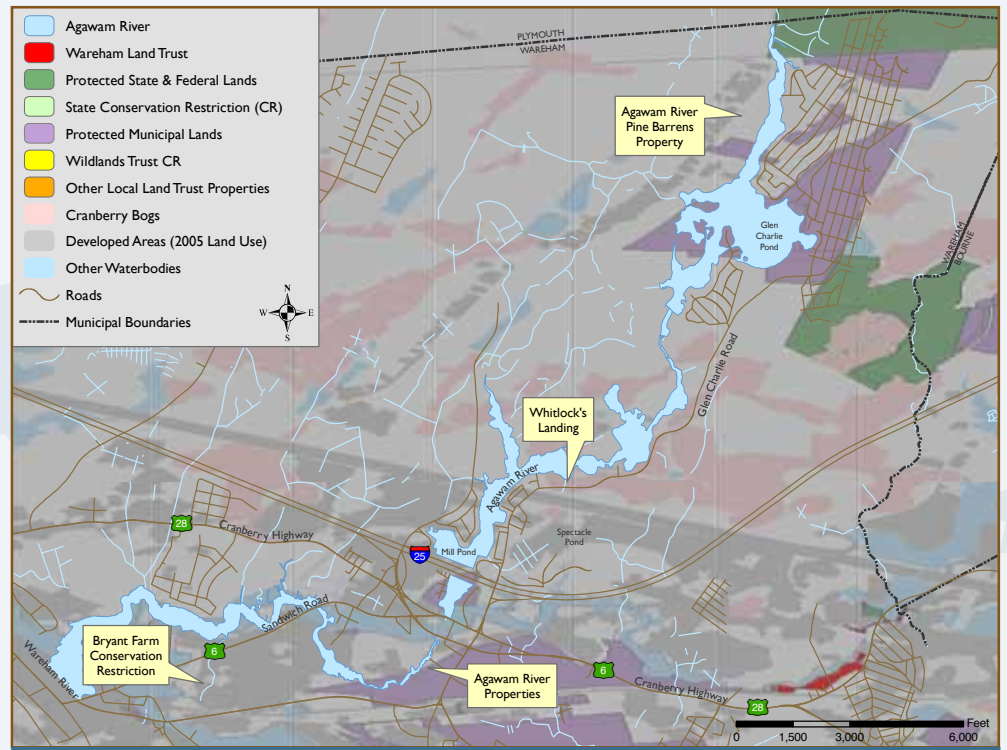 Agawam River
Wareham Land Trust
Protected State & Federal Lands
State Conservation Restriction (CR)
Protected Municipal Lands
Wildlands Trust CR
Other Local Land Trust Properties
Cranberry Bogs
Developed Areas (2005 Land Use)
Other Waterbodies
Roads
Municipal Boundaries
N
W
E
S
PLYMOUTH
WAREHAM
Agawam River
Pine Barrens
Property
Glen
Charlie
Pond
WAREHAM
BOURNE
Glen Charlie Road
Whitlock's
Landing
Agawam River
Spectacle
Pond
28
Cranberry Highway
25
Mill Pond
Sandwich Road
Bryant Farm
Conservation
Restriction
6
Wareham River
Agawam River
Properties
6
Cranberry Highway
28
Feet
0
1,500
3,000
6,000